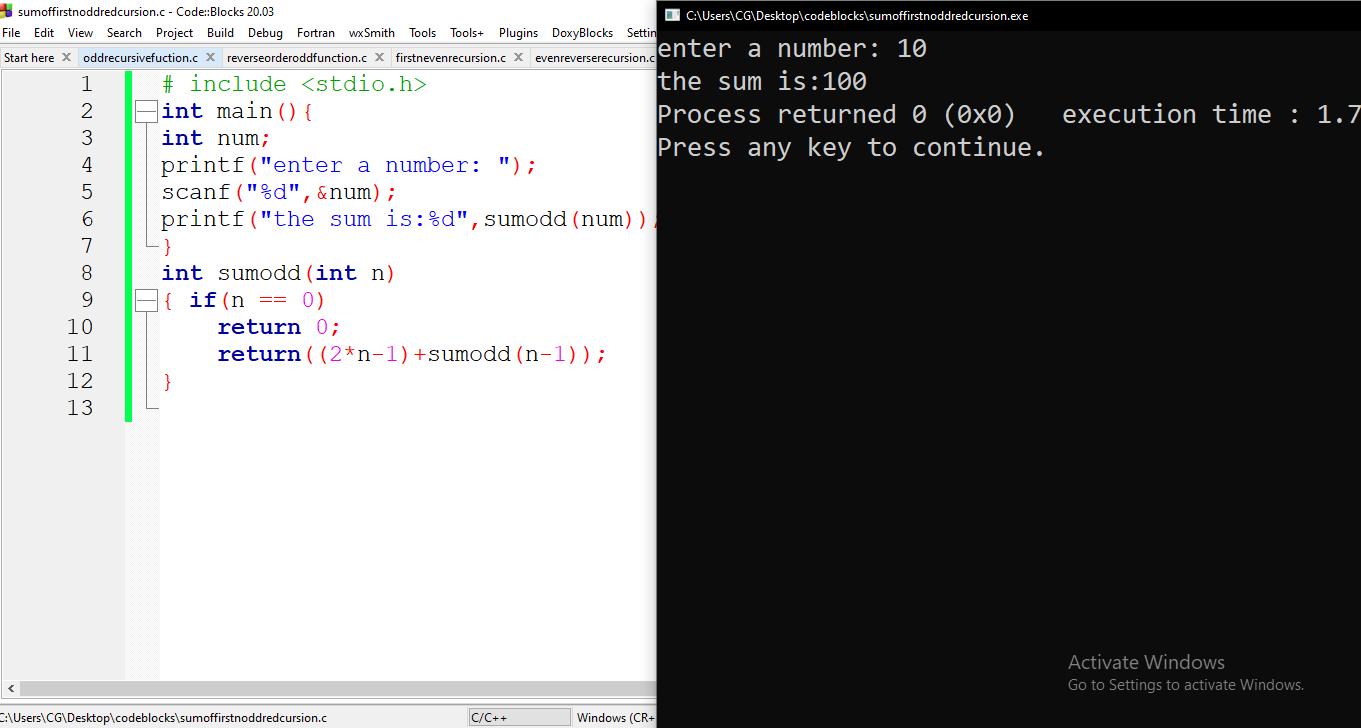 sumoffirstnoddredcursion.c - Code::Blocks 20.03
File Edit View Search Project Build Debug Fortran wxSmith Tools Tools+ Plugins DoxyBlocks
Start here oddrecursivefuction.c reverseorderoddfunction.c firstnevenrecursion.c evenreverserecursion.c
1 # include <stdio.h>
2 int main(){
3 int num;
4 printf("enter a number: ");
5 scanf("%d",&num);
6 printf("the sum is:%d",sumodd(num));
7 }
8 int sumodd(int n)
9 { if(n == 0)
10 return 0;
11 return((2*n-1)+sumodd(n-1));
12 }
13
C:\Users\CG\Desktop\codeblocks\sumoffirstnoddredcursion.c C/C++ Windows (CR+
C:\Users\CG\Desktop\codeblocks\sumoffirstnoddredcursion.exe
enter a number: 10
the sum is:100
Process returned 0 (0x0) execution time : 1.7
Press any key to continue.
Activate Windows
Go to Settings to activate Windows.